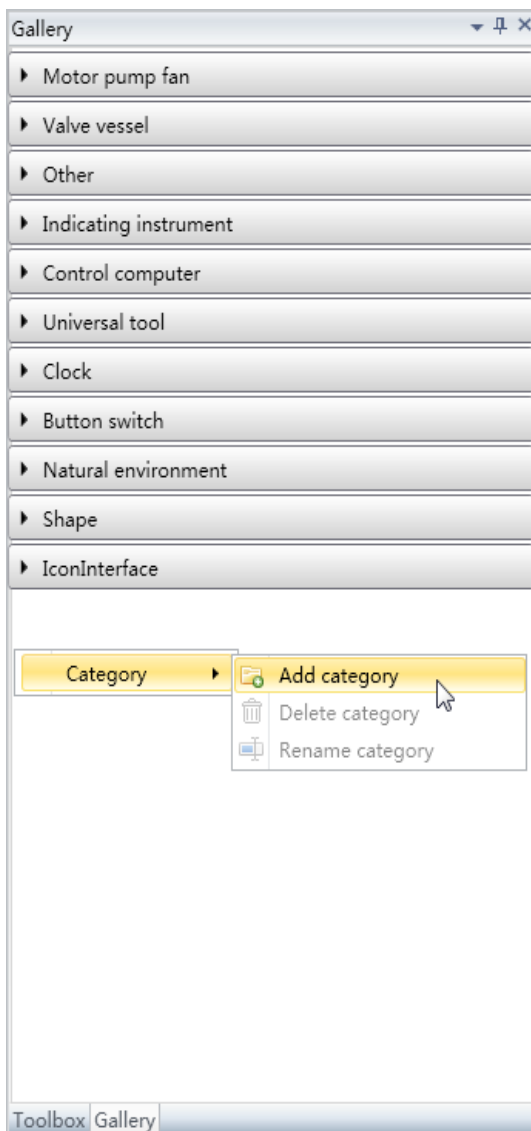 Gallery
Motor pump fan
Valve vessel
Other
Indicating instrument
Control computer
Universal tool
Clock
Button switch
Natural environment
Shape
IconInterface
Category
Add category
Delete category
Rename category
Toolbox Gallery